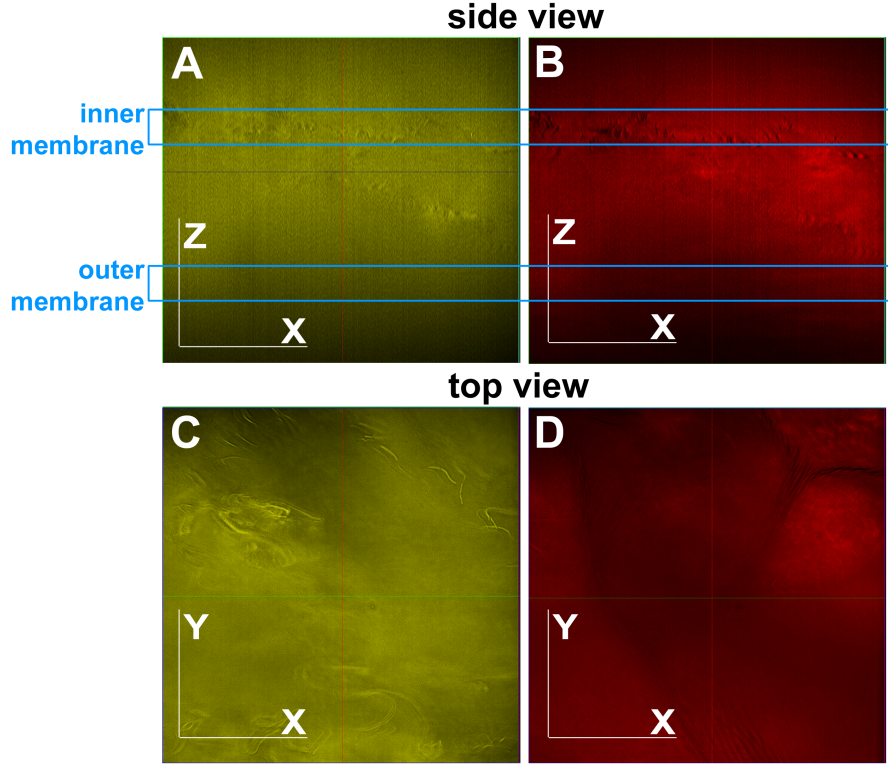 side view
A
B
inner
membrane
Z
X
Z
X
outer
membrane
top view
C
D
Y
X
Y
X